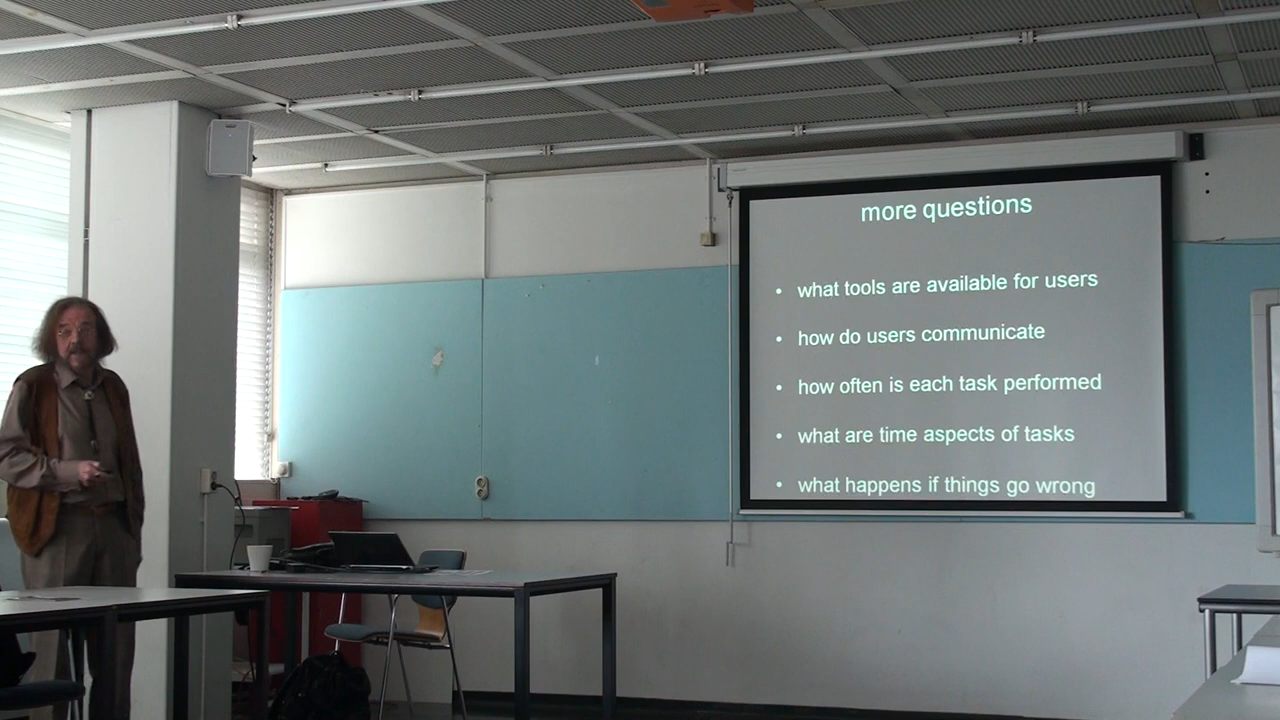 more questions
• what tools are available for users
• how do users communicate
• how often is each task performed
• what are time aspects of tasks
• what happens if things go wrong